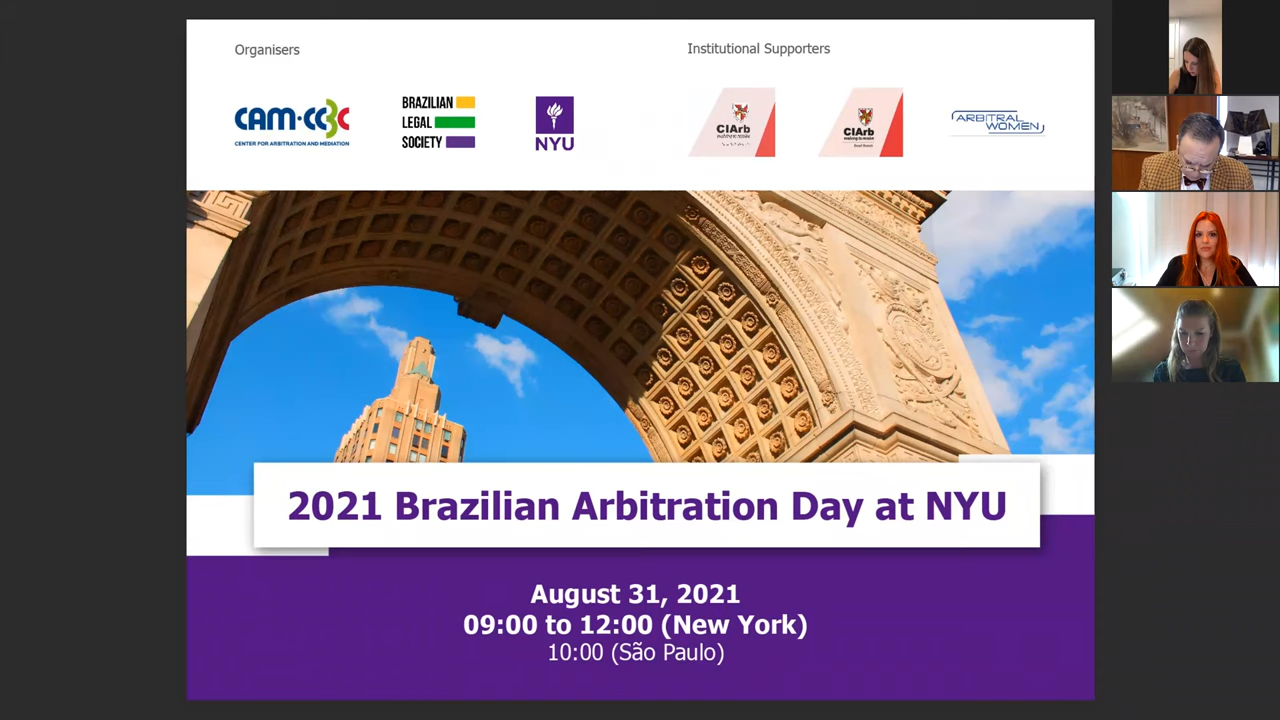 Organisers
Institutional Supporters
CAM·CCBC
CENTER FOR ARBITRATION AND MEDIATION
BRAZILIAN
LEGAL
SOCIETY
NYU
CIArb
CIArb
Brazil Branch
ARBITRAL
WOMEN
2021 Brazilian Arbitration Day at NYU
August 31, 2021
09:00 to 12:00 (New York)
10:00 (São Paulo)